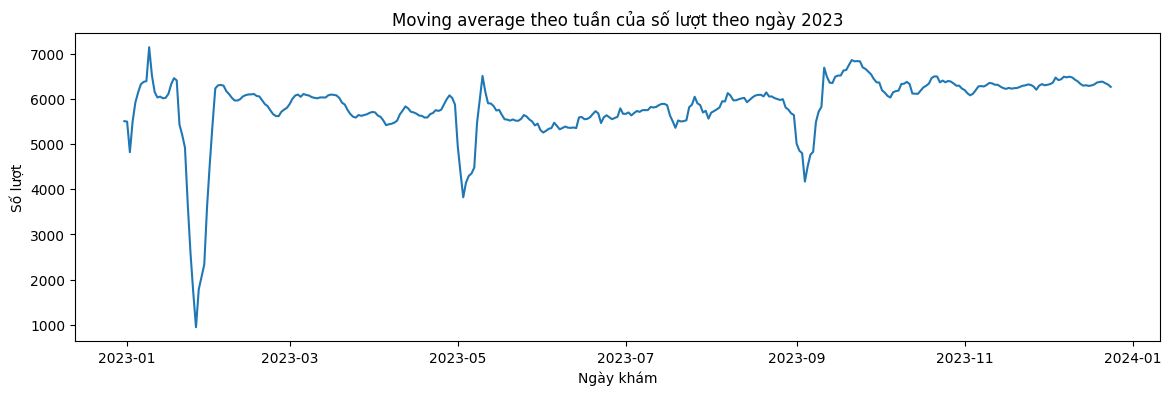 Moving average theo tuần của số lượt theo ngày 2023
Số lượt
7000
6000
5000
4000
3000
2000
1000
2023-01 2023-03 2023-05 2023-07 2023-09 2023-11 2024-01
Ngày khám